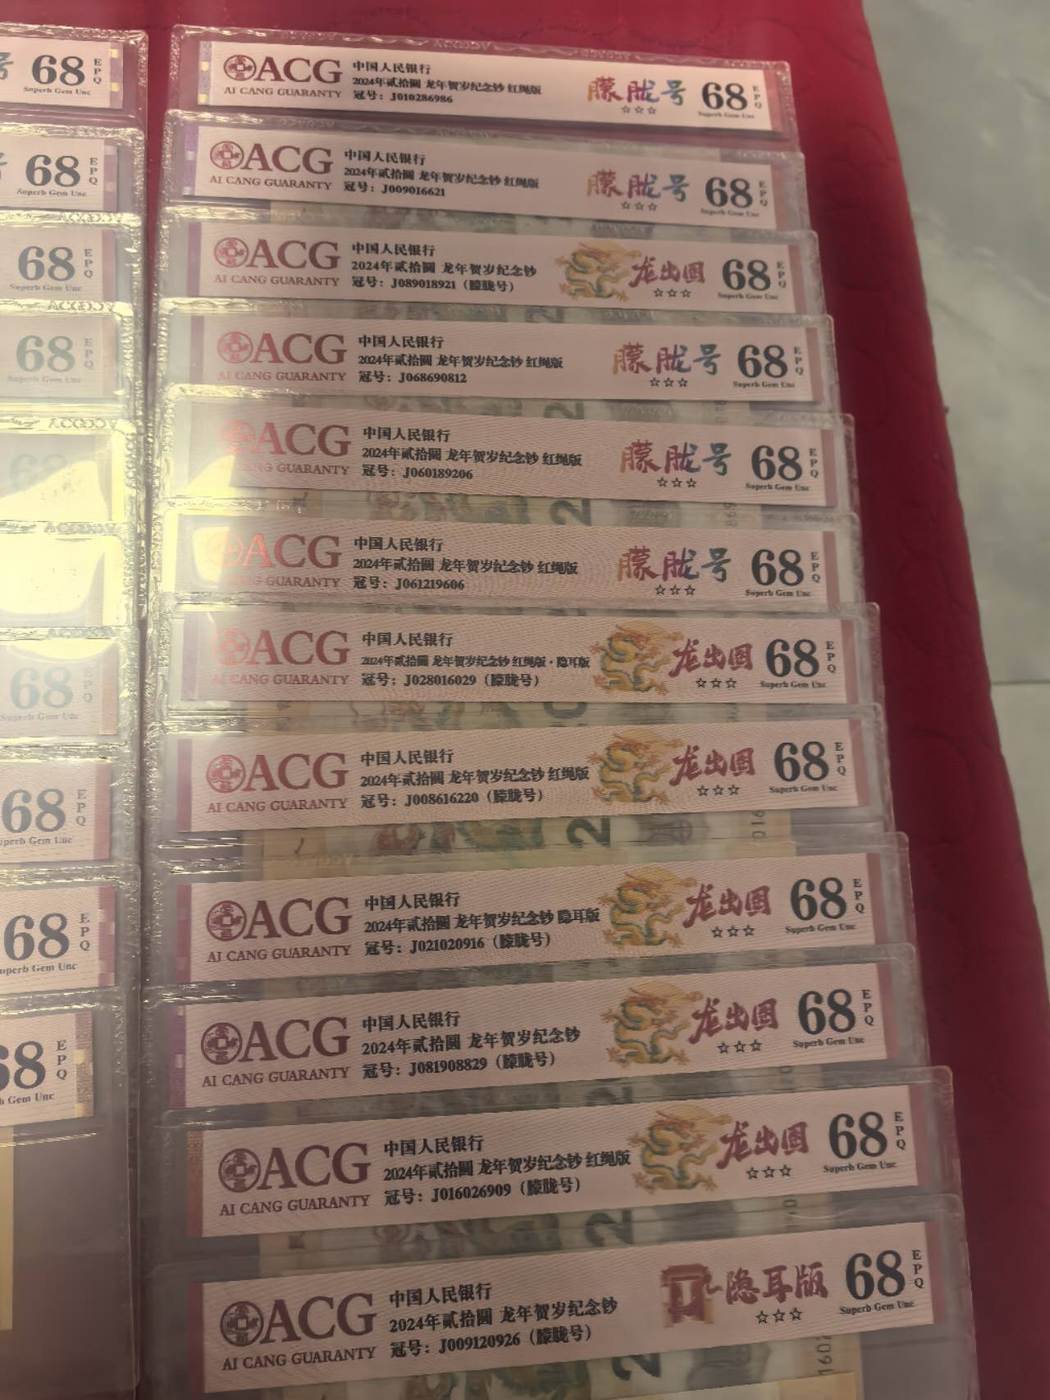 号 68 EPQ
Superb Gem Unc
68 EPQ
Superb Gem Unc
68 EPQ
Superb Gem Unc
68 EPQ
Superb Gem Unc
68
68 EPQ
Superb Gem Unc
68 EPQ
Superb Gem Unc
68 EPQ
Superb Gem Unc
68 EPQ
Gem Unc
ACG 中国人民银行
AI CANG GUARANTY 2024年贰拾圆 龙年贺岁纪念钞 红绳版
冠号：J010286986
朦胧号 68 EPQ
☆☆☆ Superb Gem Unc
ACG 中国人民银行
AI CANG GUARANTY 2024年贰拾圆 龙年贺岁纪念钞 红绳版
冠号：J009016621
朦胧号 68 EPQ
☆☆☆ Superb Gem Unc
ACG 中国人民银行
AI CANG GUARANTY 2024年贰拾圆 龙年贺岁纪念钞
冠号：J089018921（朦胧号）
龙出圆 68 EPQ
☆☆☆ Superb Gem Unc
ACG 中国人民银行
AI CANG GUARANTY 2024年贰拾圆 龙年贺岁纪念钞 红绳版
冠号：J068690812
朦胧号 68 EPQ
☆☆☆ Superb Gem Unc
ACG 中国人民银行
CANG GUARANTY 2024年贰拾圆 龙年贺岁纪念钞 红绳版
冠号：J060189206
朦胧号 68 EPQ
☆☆☆ Superb Gem Unc
ACG 中国人民银行
AI CANG GUARANTY 2024年贰拾圆 龙年贺岁纪念钞 红绳版
冠号：J061219606
朦胧号 68 EPQ
☆☆☆ Superb Gem Unc
ACG 中国人民银行
AI CANG GUARANTY 2024年贰拾圆 龙年贺岁纪念钞 红绳版·隐耳版
冠号：J028016029（朦胧号）
龙出圆 68 EPQ
☆☆☆ Superb Gem Unc
ACG 中国人民银行
AI CANG GUARANTY 2024年贰拾圆 龙年贺岁纪念钞 红绳版
冠号：J008616220（朦胧号）
龙出圆 68 EPQ
☆☆☆ Superb Gem Unc
ACG 中国人民银行
AI CANG GUARANTY 2024年贰拾圆 龙年贺岁纪念钞 隐耳版
冠号：J021020916（朦胧号）
龙出圆 68 EPQ
☆☆☆ Superb Gem Unc
ACG 中国人民银行
AI CANG GUARANTY 2024年贰拾圆 龙年贺岁纪念钞
冠号：J081908829（朦胧号）
龙出圆 68 EPQ
☆☆☆ Superb Gem Unc
ACG 中国人民银行
AI CANG GUARANTY 2024年贰拾圆 龙年贺岁纪念钞 红绳版
冠号：J016026909（朦胧号）
龙出圆 68 EPQ
☆☆☆ Superb Gem Unc
ACG 中国人民银行
AI CANG GUARANTY 2024年贰拾圆 龙年贺岁纪念钞
冠号：J009120926（朦胧号）
隐耳版 68 EPQ
☆☆☆ Superb Gem Unc